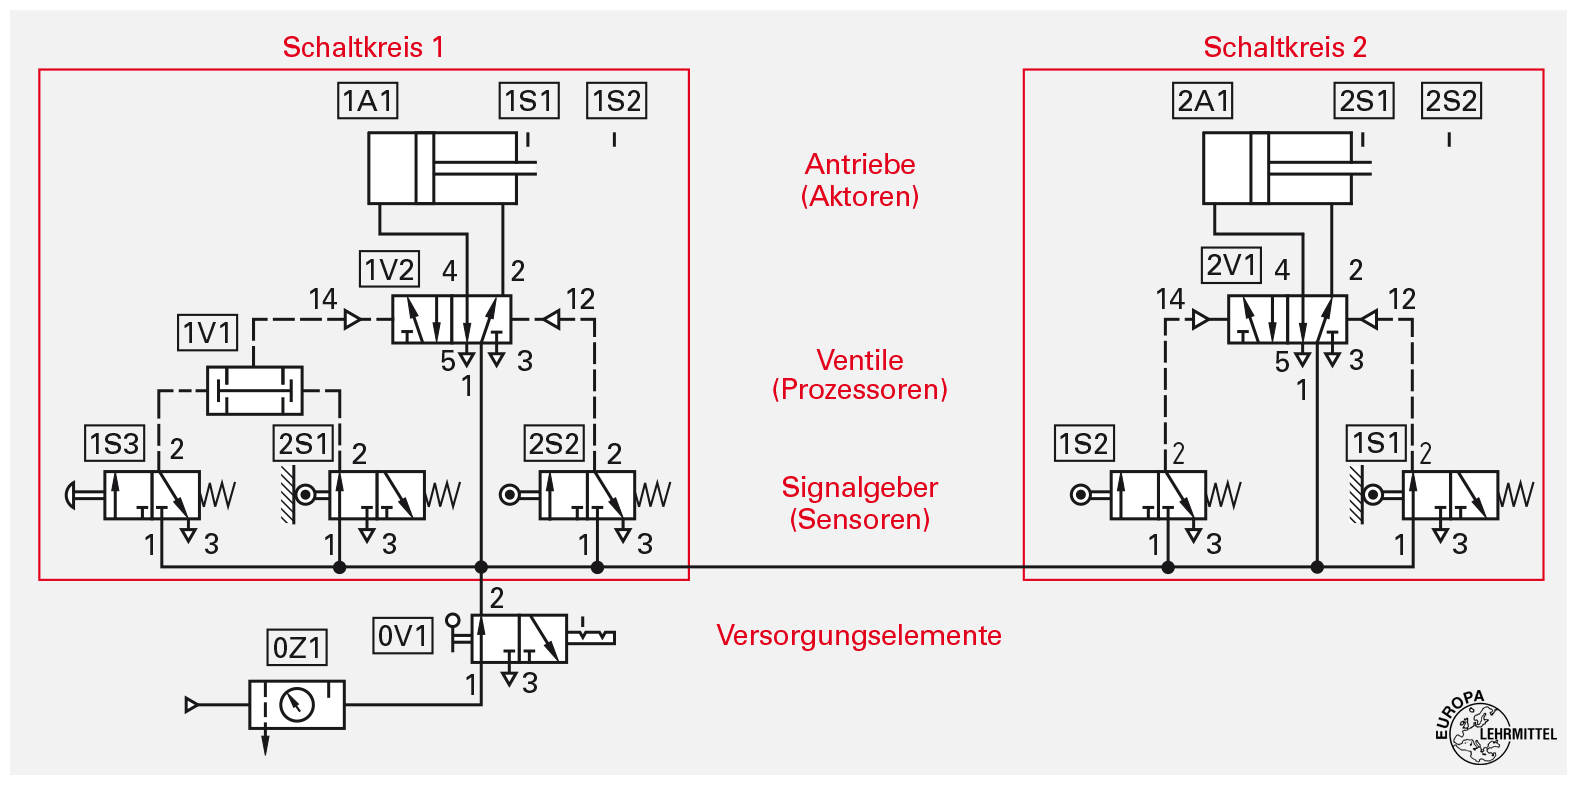 Schaltkreis 1
Schaltkreis 2
1A1
1S1
1S2
2A1
2S1
2S2
Antriebe
(Aktoren)
1V2
4
2
2V1
4
2
14
12
14
12
1V1
5
3
1
5
3
1
Ventile
(Prozessoren)
1S3
2
2S1
2
2S2
2
1S2
2
1S1
2
Signalgeber
(Sensoren)
1
3
1
3
1
3
1
3
1
3
2
0V1
Versorgungselemente
0Z1
1
3
EUROPA
LEHRMITTEL